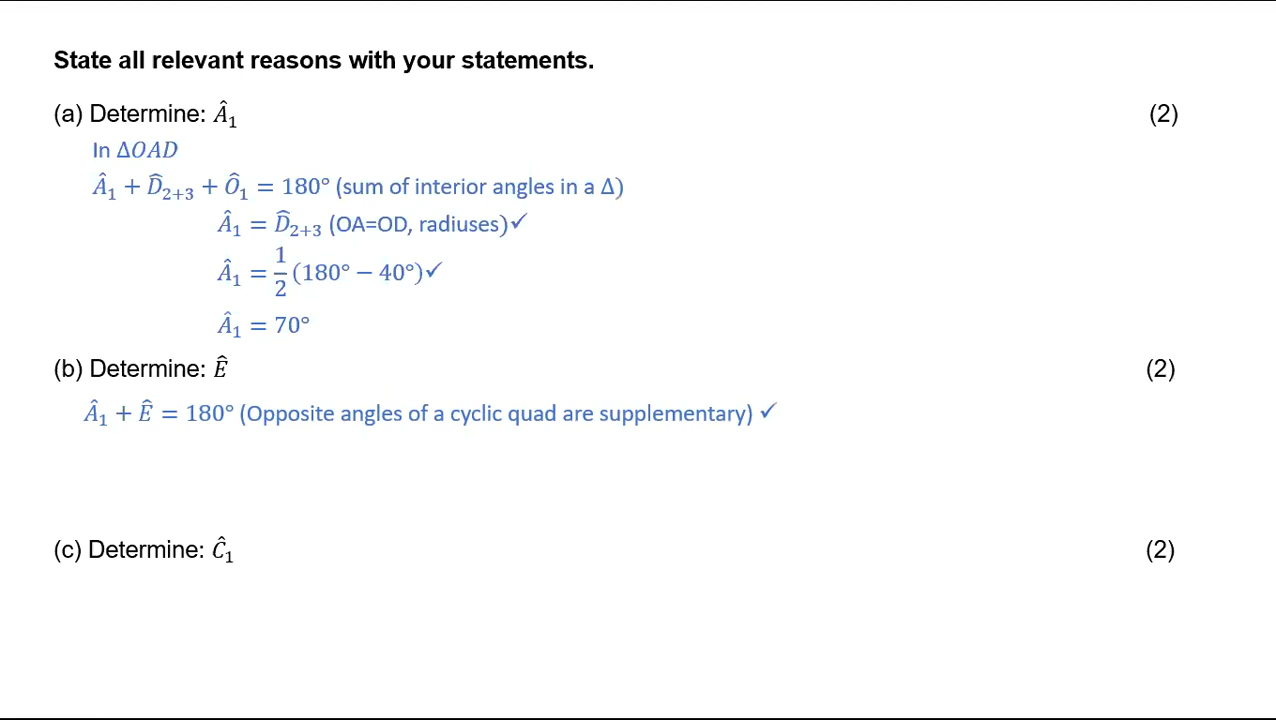 State all relevant reasons with your statements.
(a) Determine: Â₁ (2)
In ΔOAD
Â₁ + D̂₂₊₃ + Ô₁ = 180° (sum of interior angles in a Δ)
Â₁ = D̂₂₊₃ (OA=OD, radiuses)✓
Â₁ = 1/2 (180° − 40°)✓
Â₁ = 70°
(b) Determine: Ê (2)
Â₁ + Ê = 180° (Opposite angles of a cyclic quad are supplementary) ✓
(c) Determine: Ĉ₁ (2)